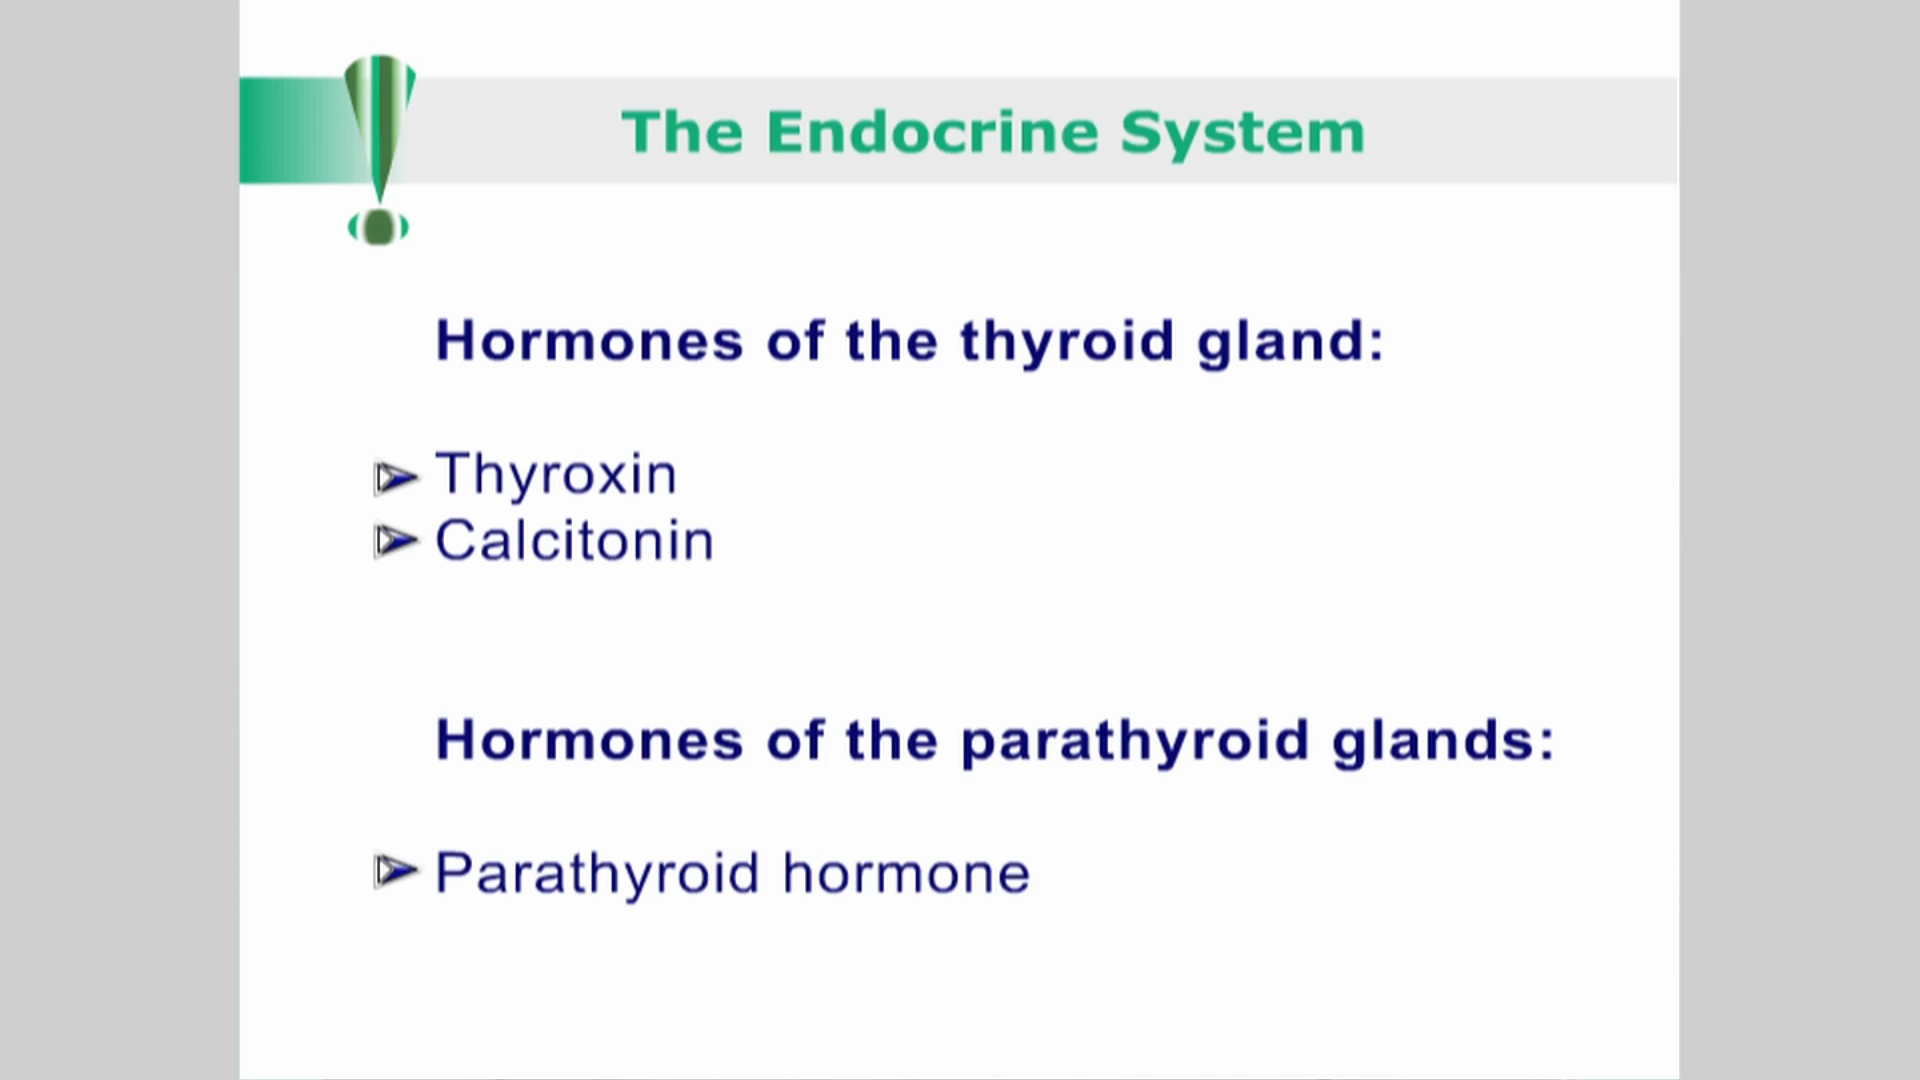 The Endocrine System
Hormones of the thyroid gland:
Thyroxin
Calcitonin
Hormones of the parathyroid glands:
Parathyroid hormone